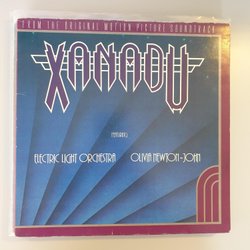 FROM THE ORIGINAL MOTION PICTURE SOUNDTRACK
XANADU
FEATURING
ELECTRIC LIGHT ORCHESTRA OLIVIA NEWTON-JOHN